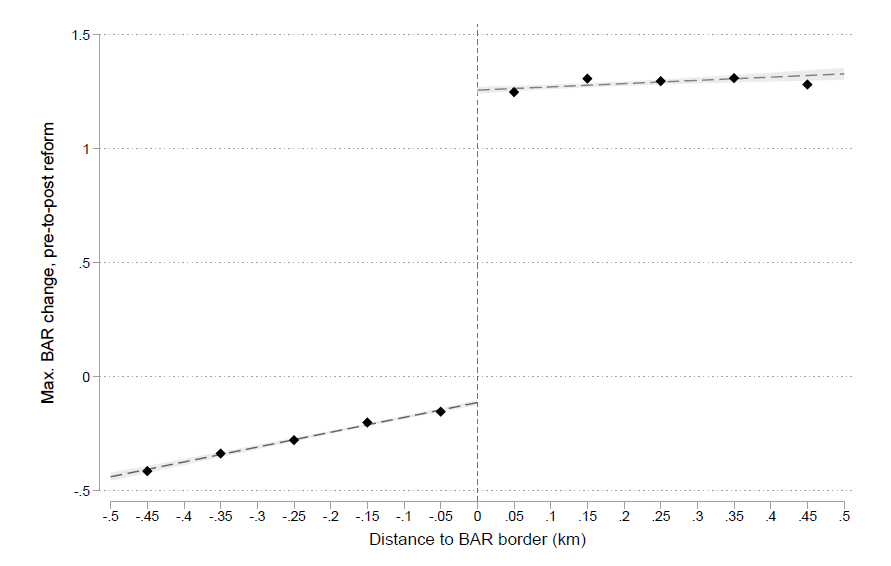 Max. BAR change, pre-to-post reform
1.5
1
.5
0
-.5
-.5 -.45 -.4 -.35 -.3 -.25 -.2 -.15 -.1 -.05 0 .05 .1 .15 .2 .25 .3 .35 .4 .45 .5
Distance to BAR border (km)